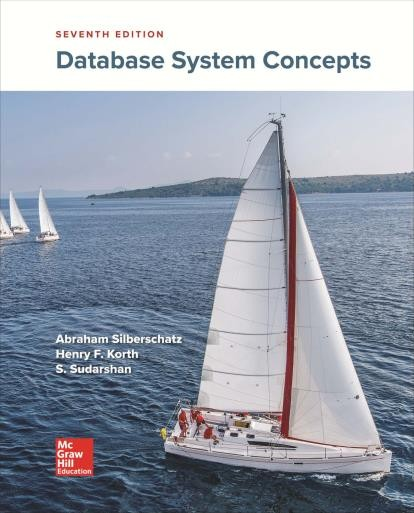 SEVENTH EDITION
Database System Concepts
Abraham Silberschatz
Henry F. Korth
S. Sudarshan
Mc
Graw
Hill
Education